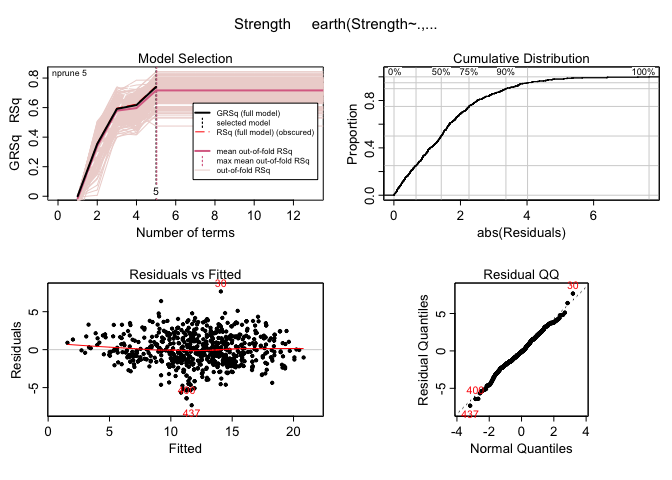 Strength earth(Strength~.,...
Model Selection
nprune 5
GRSq RSq
0.8
0.6
0.4
0.2
0
GRSq (full model)
selected model
RSq (full model) (obscured)
mean out-of-fold RSq
max mean out-of-fold RSq
out-of-fold RSq
5
0 2 4 6 8 10 12
Number of terms
Cumulative Distribution
0% 50% 75% 90% 100%
Proportion
0.8
0.4
0.0
0 2 4 6
abs(Residuals)
Residuals vs Fitted
30
Residuals
5
0
-5
437
0 5 10 15 20
Fitted
Residual QQ
30
Residual Quantiles
5
0
-5
437
-4 -2 0 2 4
Normal Quantiles